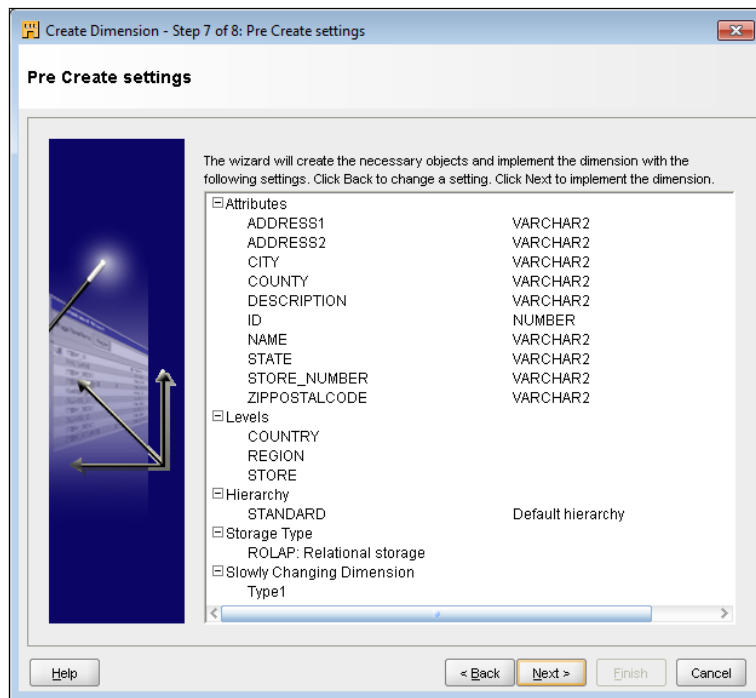 Create Dimension - Step 7 of 8: Pre Create settings
Pre Create settings
The wizard will create the necessary objects and implement the dimension with the
following settings. Click Back to change a setting. Click Next to implement the dimension.
Attributes
ADDRESS1 VARCHAR2
ADDRESS2 VARCHAR2
CITY VARCHAR2
COUNTY VARCHAR2
DESCRIPTION VARCHAR2
ID NUMBER
NAME VARCHAR2
STATE VARCHAR2
STORE_NUMBER VARCHAR2
ZIPPOSTALCODE VARCHAR2
Levels
COUNTRY
REGION
STORE
Hierarchy
STANDARD Default hierarchy
Storage Type
ROLAP: Relational storage
Slowly Changing Dimension
Type1
Help < Back Next > Finish Cancel